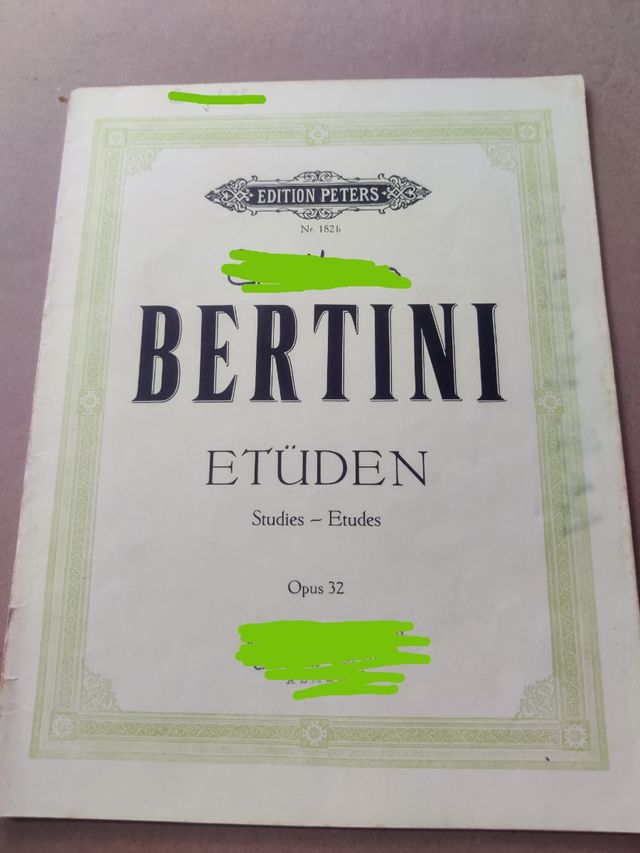 EDITION PETERS
Nr. 182b
BERTINI
ETÜDEN
Studies – Etudes
Opus 32